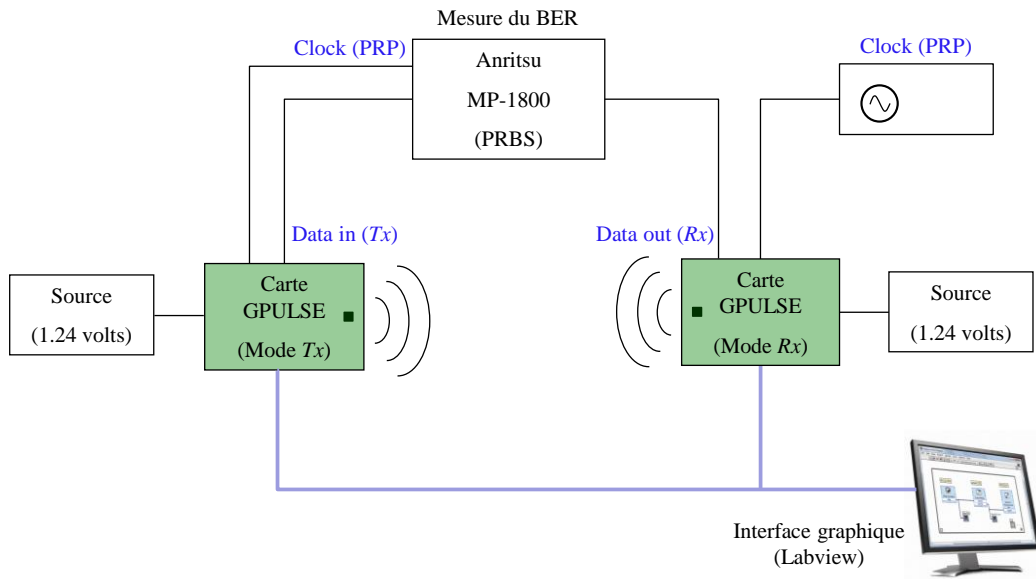 Mesure du BER
Clock (PRP)
Anritsu
MP-1800
(PRBS)
Clock (PRP)
Data in (Tx)
Data out (Rx)
Source
(1.24 volts)
Carte
GPULSE
(Mode Tx)
Carte
GPULSE
(Mode Rx)
Source
(1.24 volts)
Interface graphique
(Labview)